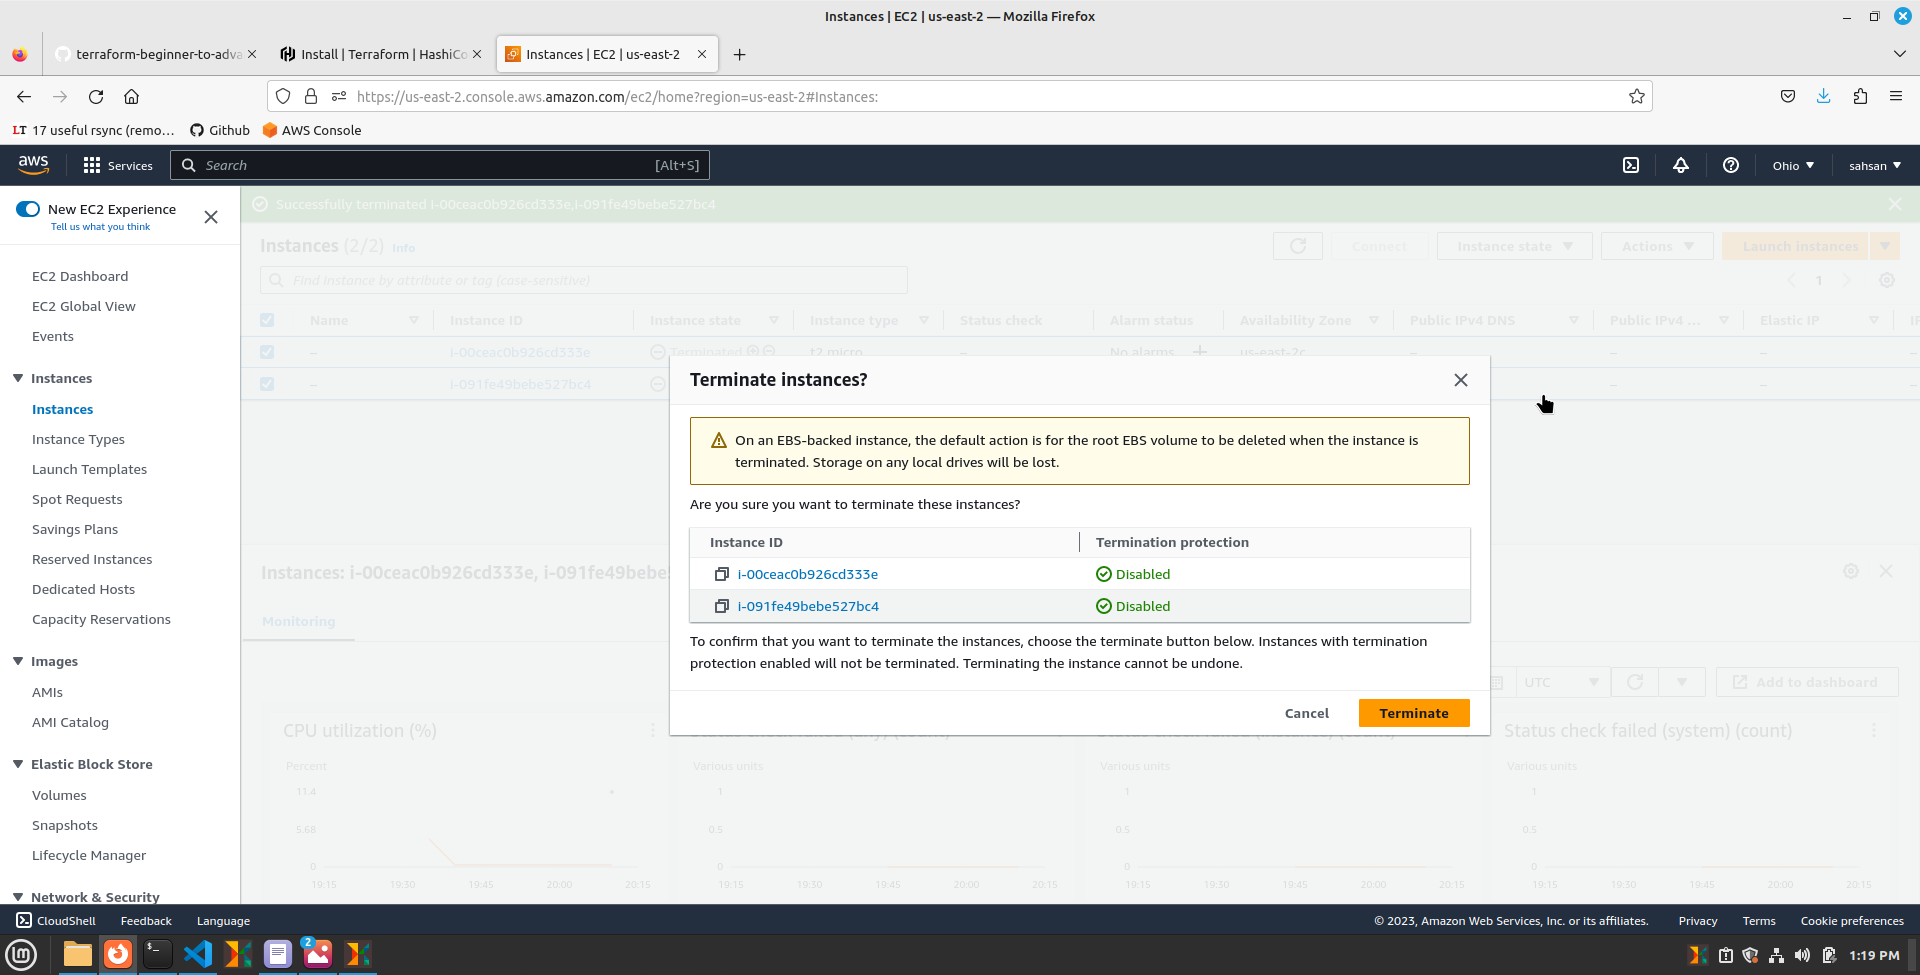 Instances | EC2 | us-east-2 — Mozilla Firefox
terraform-beginner-to-adva
Install | Terraform | HashiCo
Instances | EC2 | us-east-2
https://us-east-2.console.aws.amazon.com/ec2/home?region=us-east-2#Instances:
LT 17 useful rsync (remo...
Github
AWS Console
aws
Services
Search
[Alt+S]
Ohio
sahsan
New EC2 Experience
Tell us what you think
Successfully terminated i-00ceac0b926cd333e,i-091fe49bebe527bc4
Instances (2/2) Info
Connect
Instance state
Actions
Launch instances
Find instance by attribute or tag (case-sensitive)
1
Name
Instance ID
Instance state
Instance type
Status check
Alarm status
Availability Zone
Public IPv4 DNS
Public IPv4 ...
Elastic IP
– i-00ceac0b926cd333e Terminated t2.micro – No alarms + us-east-2c – – –
– i-091fe49bebe527bc4 – –
EC2 Dashboard
EC2 Global View
Events
Instances
Instances
Instance Types
Launch Templates
Spot Requests
Savings Plans
Reserved Instances
Dedicated Hosts
Capacity Reservations
Images
AMIs
AMI Catalog
Elastic Block Store
Volumes
Snapshots
Lifecycle Manager
Network & Security
Terminate instances?
On an EBS-backed instance, the default action is for the root EBS volume to be deleted when the instance is
terminated. Storage on any local drives will be lost.
Are you sure you want to terminate these instances?
Instance ID
Termination protection
i-00ceac0b926cd333e
Disabled
i-091fe49bebe527bc4
Disabled
To confirm that you want to terminate the instances, choose the terminate button below. Instances with termination
protection enabled will not be terminated. Terminating the instance cannot be undone.
Cancel
Terminate
Instances: i-00ceac0b926cd333e, i-091fe49bebe
Monitoring
UTC
Add to dashboard
CPU utilization (%)
Percent
11.4
5.68
0
19:15 19:30 19:45 20:00 20:15
Various units
1
0.5
0
19:15 19:30 19:45 20:00 20:15
Various units
1
0.5
0
19:15 19:30 19:45 20:00 20:15
Status check failed (system) (count)
Various units
1
0.5
0
19:15 19:30 19:45 20:00 20:15
CloudShell
Feedback
Language
© 2023, Amazon Web Services, Inc. or its affiliates.
Privacy
Terms
Cookie preferences
2
1:19 PM